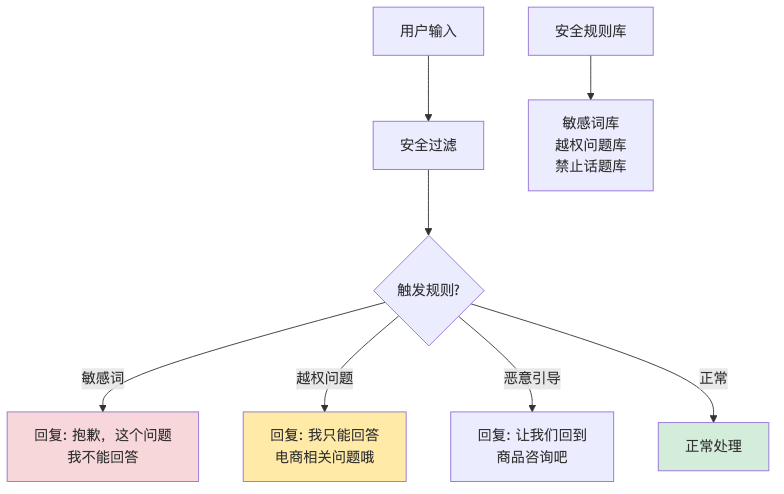 用户输入
安全规则库
安全过滤
敏感词库
越权问题库
禁止话题库
触发规则?
敏感词
越权问题
恶意引导
正常
回复: 抱歉，这个问题
我不能回答
回复: 我只能回答
电商相关问题哦
回复: 让我们回到
商品咨询吧
正常处理